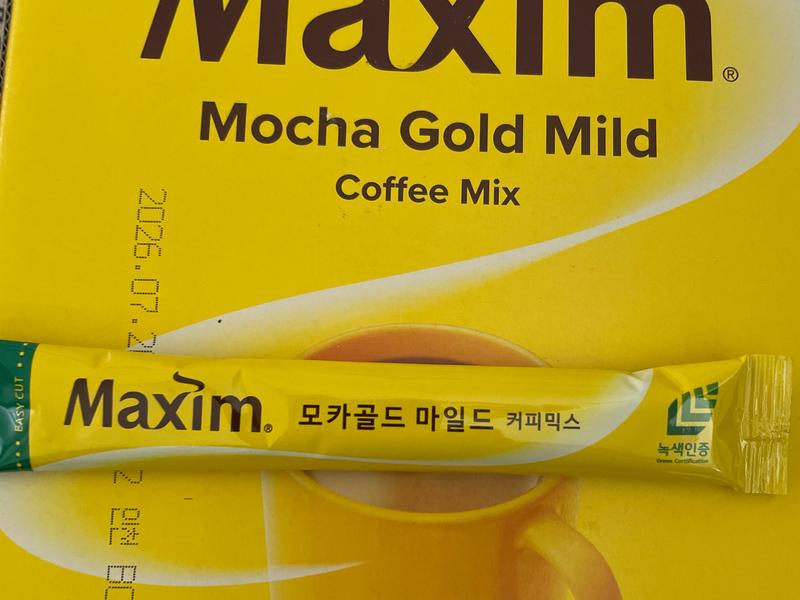 Maxim®
Mocha Gold Mild
Coffee Mix
2026.07.2
EASY CUT
Maxim®
모카골드 마일드 커피믹스
녹색인증
Green Certification